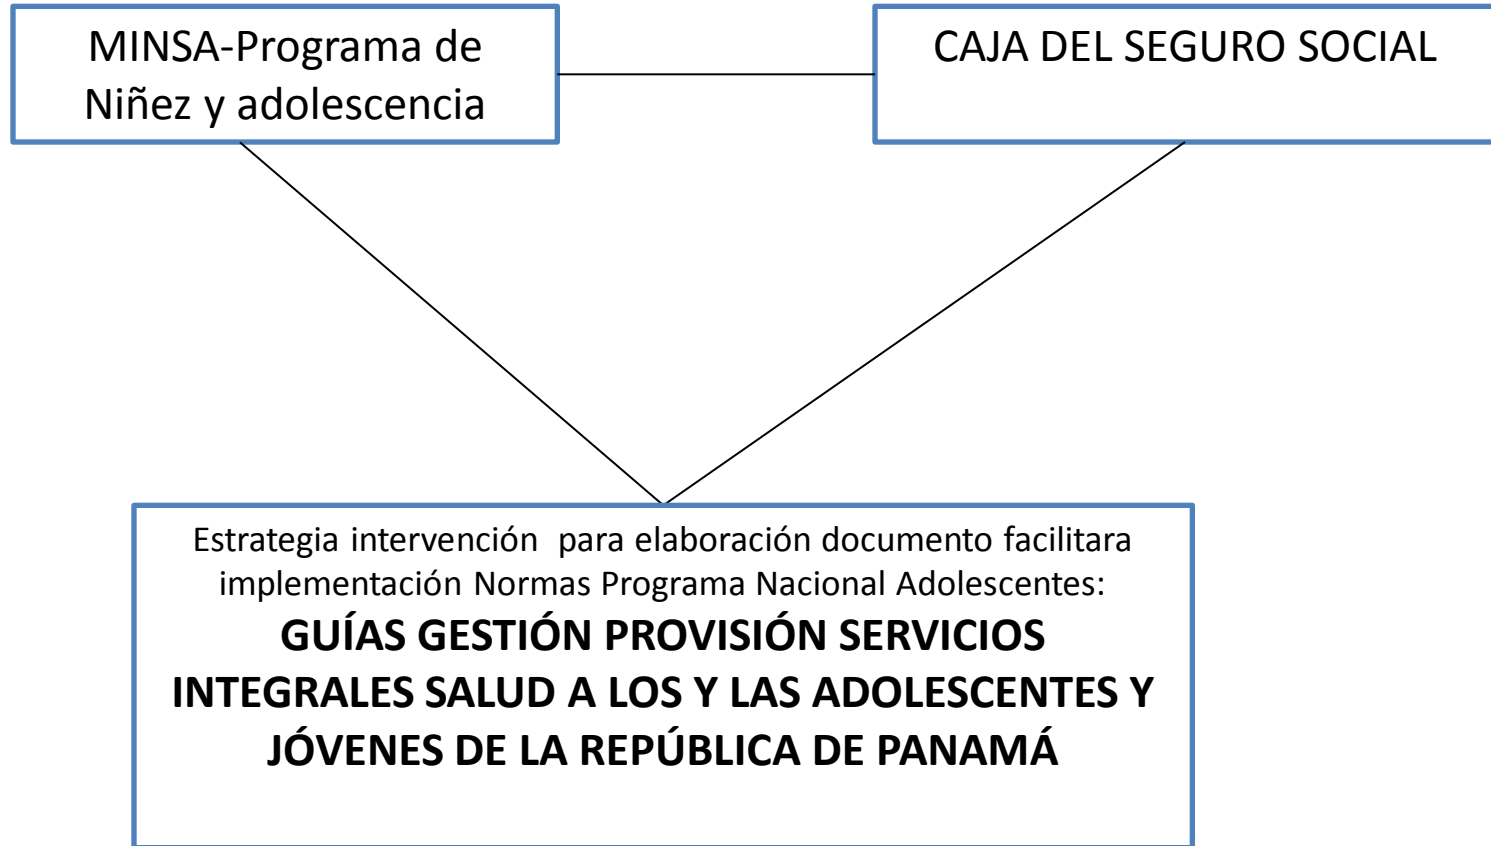 MINSA-Programa de
Niñez y adolescencia
CAJA DEL SEGURO SOCIAL
Estrategia intervención  para elaboración documento facilitara
implementación Normas Programa Nacional Adolescentes:
GUÍAS GESTIÓN PROVISIÓN SERVICIOS
INTEGRALES SALUD A LOS Y LAS ADOLESCENTES Y
JÓVENES DE LA REPÚBLICA DE PANAMÁ